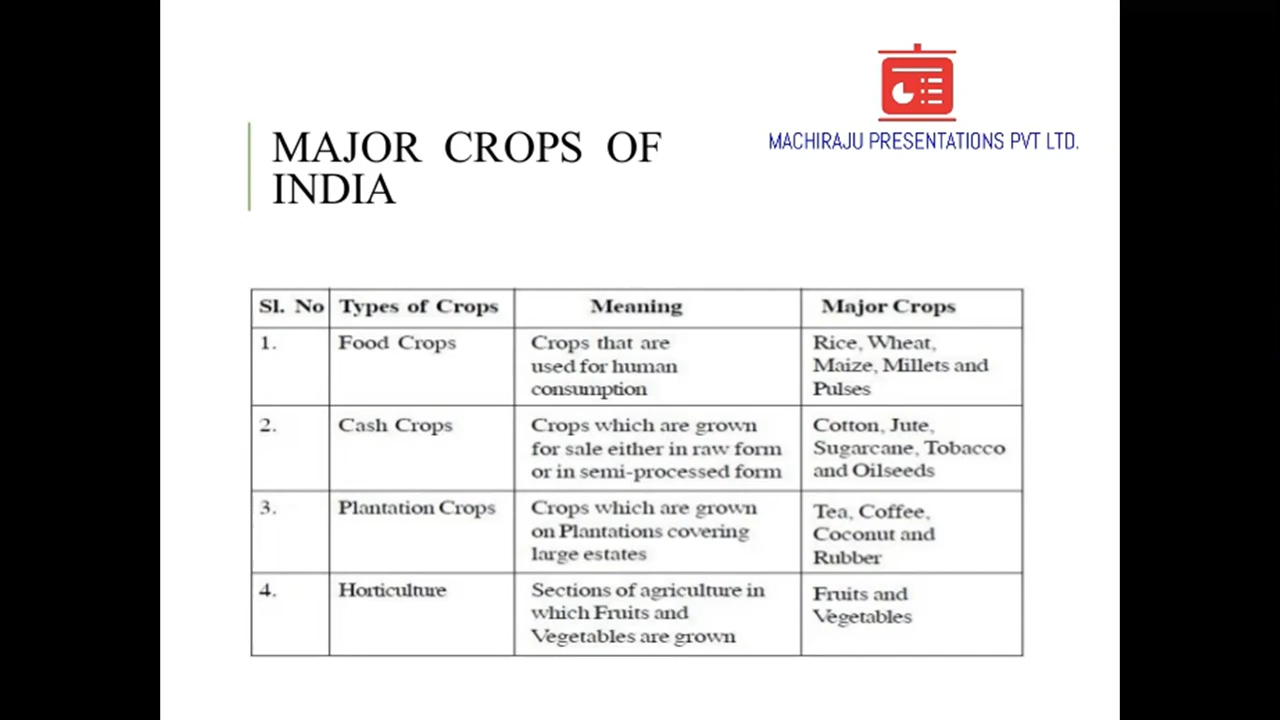 MACHIRAJU PRESENTATIONS PVT LTD.
MAJOR CROPS OF
INDIA
Sl. No Types of Crops Meaning Major Crops
1. Food Crops Crops that are Rice, Wheat,
used for human Maize, Millets and
consumption Pulses
2. Cash Crops Crops which are grown Cotton, Jute,
for sale either in raw form Sugarcane, Tobacco
or in semi-processed form and Oilseeds
3. Plantation Crops Crops which are grown Tea, Coffee,
on Plantations covering Coconut and
large estates Rubber
4. Horticulture Sections of agriculture in Fruits and
which Fruits and Vegetables
Vegetables are grown